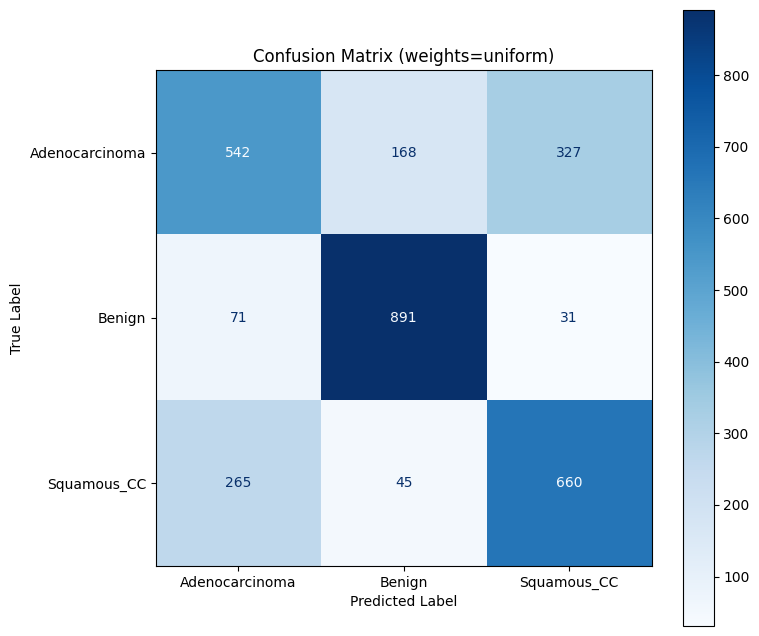 Confusion Matrix (weights=uniform)
True Label
Adenocarcinoma 542 168 327
Benign 71 891 31
Squamous_CC 265 45 660
Adenocarcinoma Benign Squamous_CC
Predicted Label
800
700
600
500
400
300
200
100